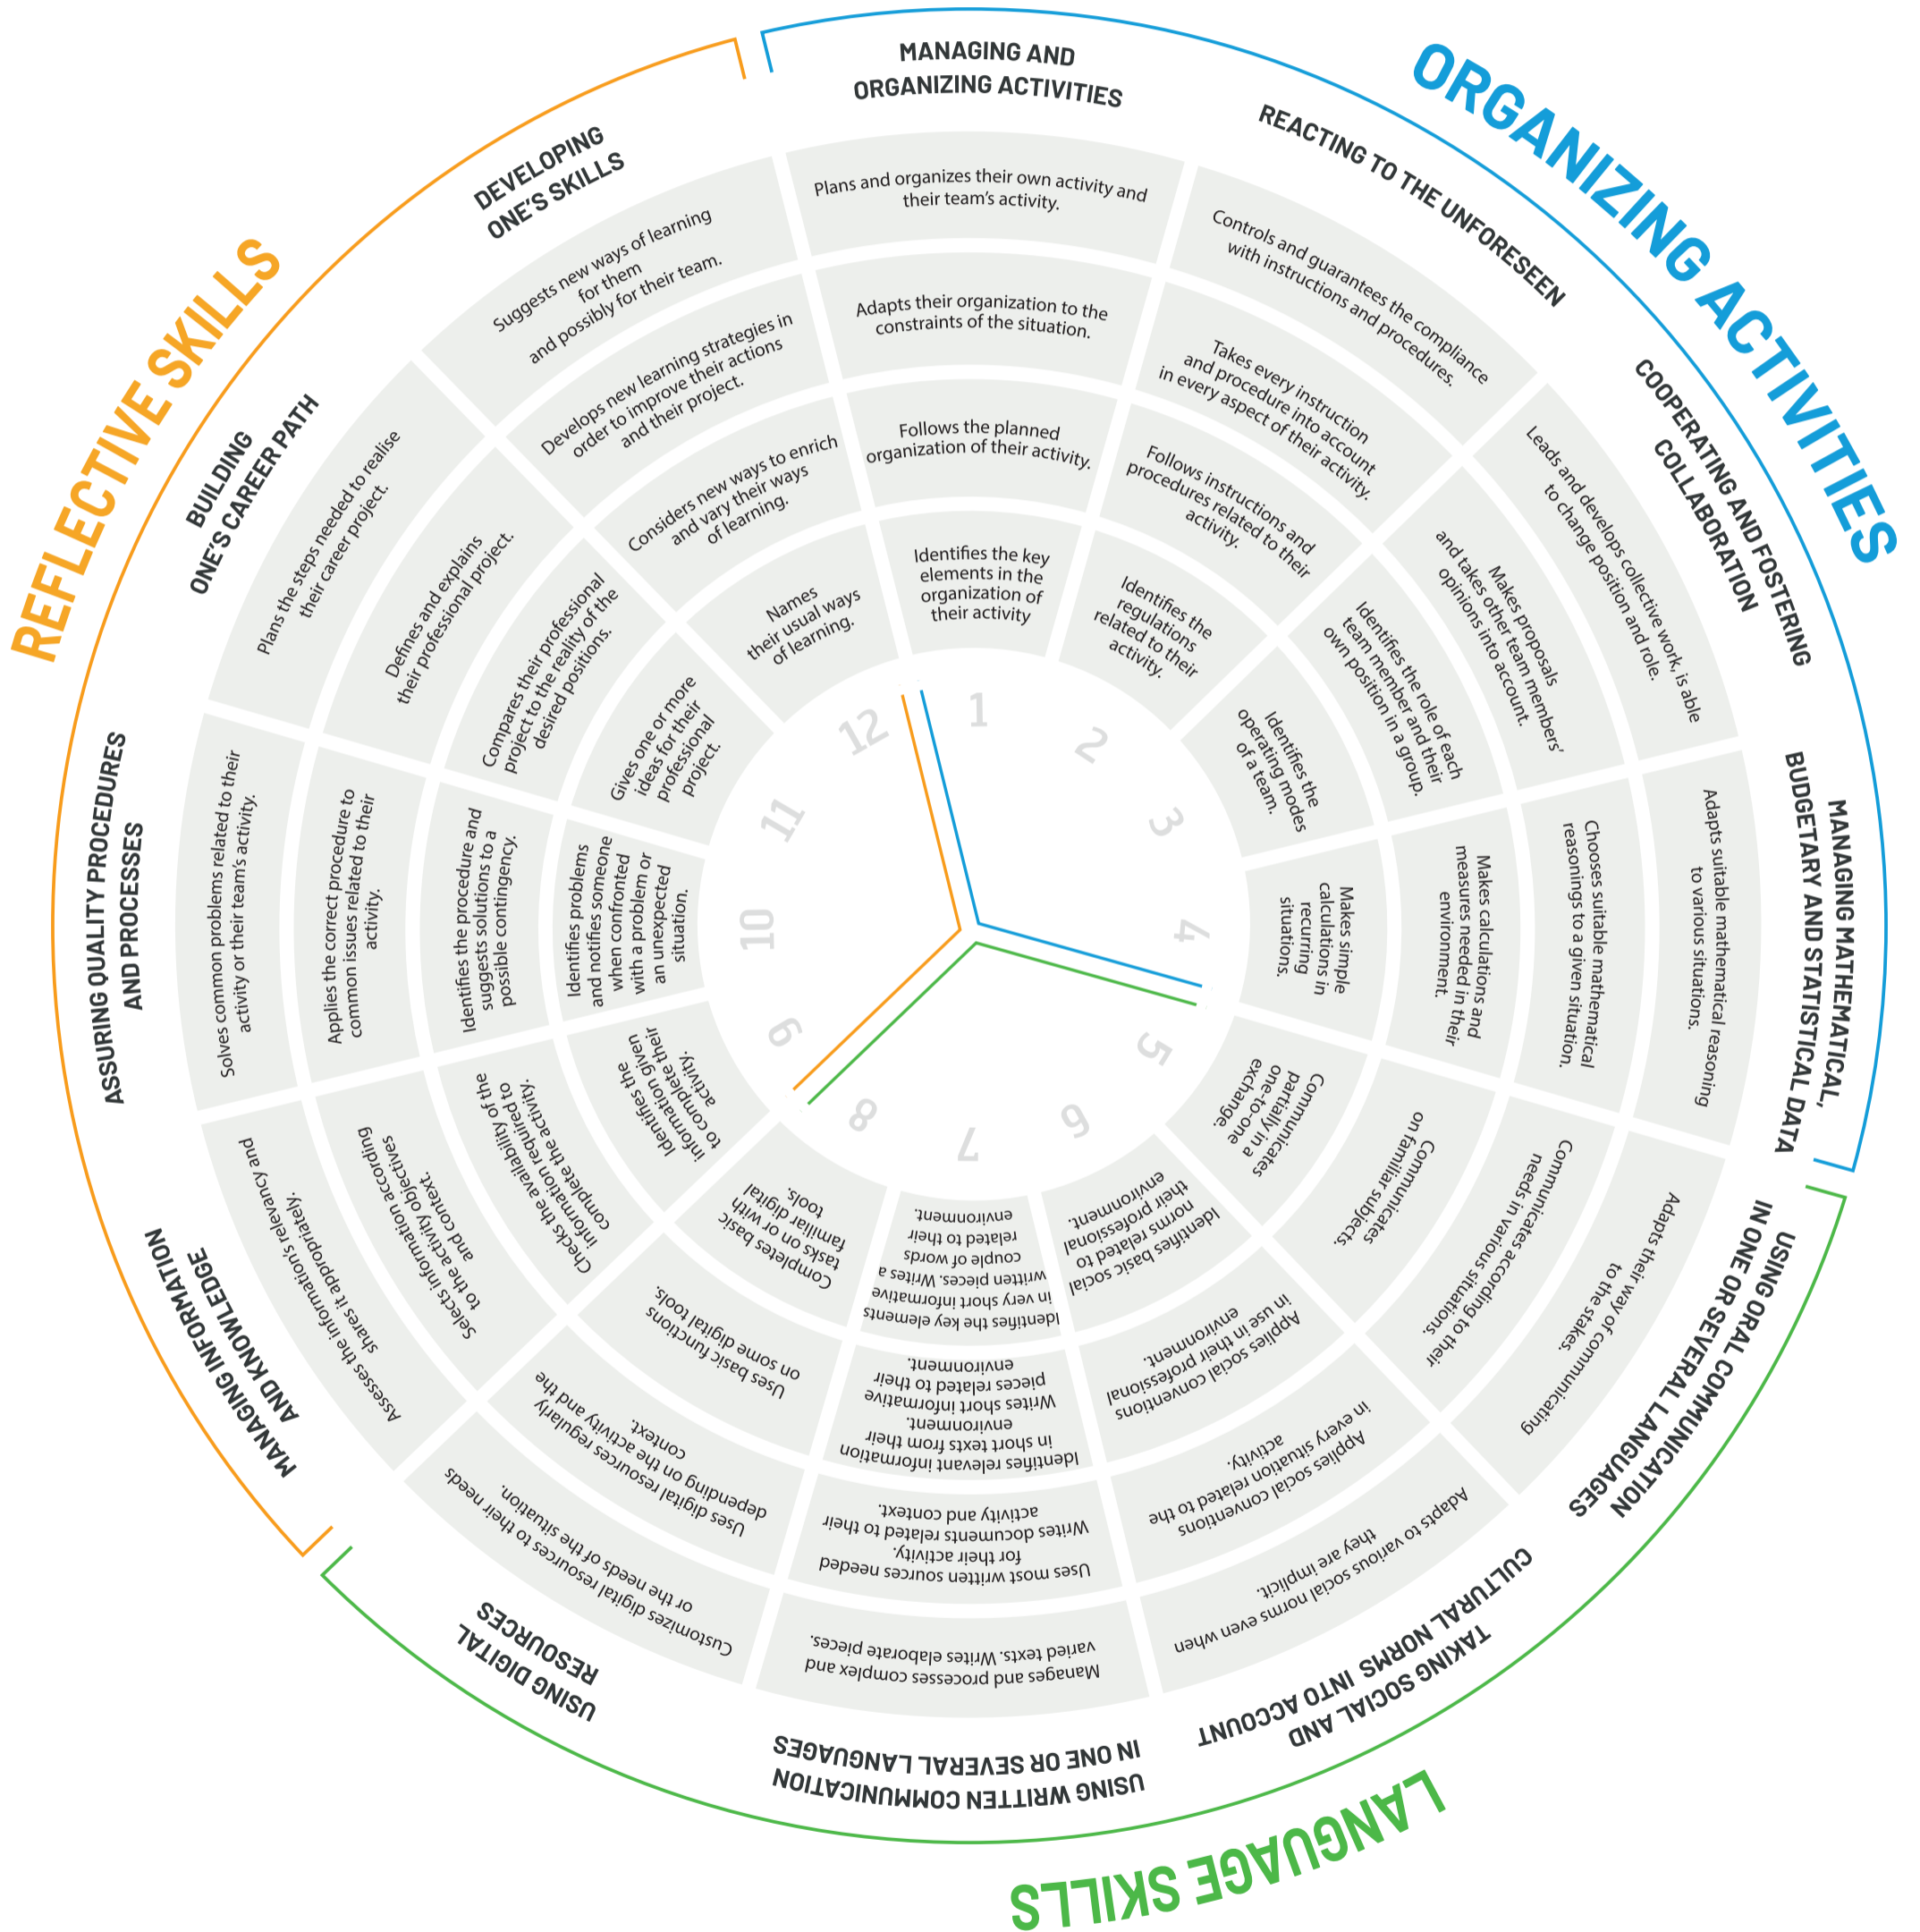 ORGANIZING ACTIVITIES
MANAGING AND
ORGANIZING ACTIVITIES
Plans and organizes their own activity and
their team's activity.
Adapts their organization to the
constraints of the situation.
Follows the planned
organization of their activity.
Identifies the key
elements in the
organization of
their activity
1
REACTING TO THE UNFORESEEN
Controls and guarantees the compliance
with instructions and procedures.
Takes every instruction
and procedure into account
in every aspect of their activity.
Follows instructions and
procedures related to their
activity.
Identifies the
regulations
related to their
activity.
2
COOPERATING AND FOSTERING
COLLABORATION
Leads and develops collective work, is able
to change position and role.
Makes proposals
and takes other team members'
opinions into account.
Identifies the role of each
team member and their
own position in a group.
Identifies the
operating modes
of a team.
3
MANAGING MATHEMATICAL,
BUDGETARY AND STATISTICAL DATA
Adapts suitable mathematical reasoning
to various situations.
Chooses suitable mathematical
reasonings to a given situation.
Makes calculations and
measures needed in their
environment.
Makes simple
calculations in
recurring
situations.
4
LANGUAGE SKILLS
USING ORAL COMMUNICATION
IN ONE OR SEVERAL LANGUAGES
Adapts their way of communicating
to the stakes.
Communicates according to their
needs in various situations.
Communicates
on familiar subjects.
Communicates
partially in a
one-to-one
exchange.
5
TAKING SOCIAL AND
CULTURAL NORMS INTO ACCOUNT
Adapts to various social norms even when
they are implicit.
Applies social conventions
in every situation related to the
activity.
Applies social conventions
in use in their professional
environment.
Identifies basic social
norms related to
their professional
environment.
6
USING WRITTEN COMMUNICATION
IN ONE OR SEVERAL LANGUAGES
Manages and processes complex and
varied texts. Writes elaborate pieces.
Uses most written sources needed
for their activity.
Writes documents related to their
activity and context.
Identifies relevant information
in short texts from their
environment.
Writes short informative
pieces related to their
environment.
Identifies the key elements
in very short informative
written pieces. Writes a
couple of words
related to their
environment.
7
USING DIGITAL
RESOURCES
Customizes digital resources to their needs
or the needs of the situation.
Uses digital resources regularly
depending on the activity and the
context.
Uses basic functions
on some digital tools.
Completes basic
tasks on or with
familiar digital
tools.
8
REFLECTIVE SKILLS
MANAGING INFORMATION
AND KNOWLEDGE
Assesses the information's relevancy and
shares it appropriately.
Selects information according
to the activity objectives
and context.
Checks the availability of the
information required to
complete the activity.
Identifies the
information given
to complete their
activity.
9
ASSURING QUALITY PROCEDURES
AND PROCESSES
Solves common problems related to their
activity or their team's activity.
Applies the correct procedure to
common issues related to their
activity.
Identifies the procedure and
suggests solutions to a
possible contingency.
Identifies problems
and notifies someone
when confronted
with a problem or
an unexpected
situation.
10
BUILDING
ONE'S CAREER PATH
Plans the steps needed to realise
their career project.
Defines and explains
their professional project.
Compares their professional
project to the reality of the
desired positions.
Gives one or more
ideas for their
professional
project.
11
DEVELOPING
ONE'S SKILLS
Suggests new ways of learning
for them
and possibly for their team.
Develops new learning strategies in
order to improve their actions
and their project.
Considers new ways to enrich
and vary their ways
of learning.
Names
their usual ways
of learning.
12